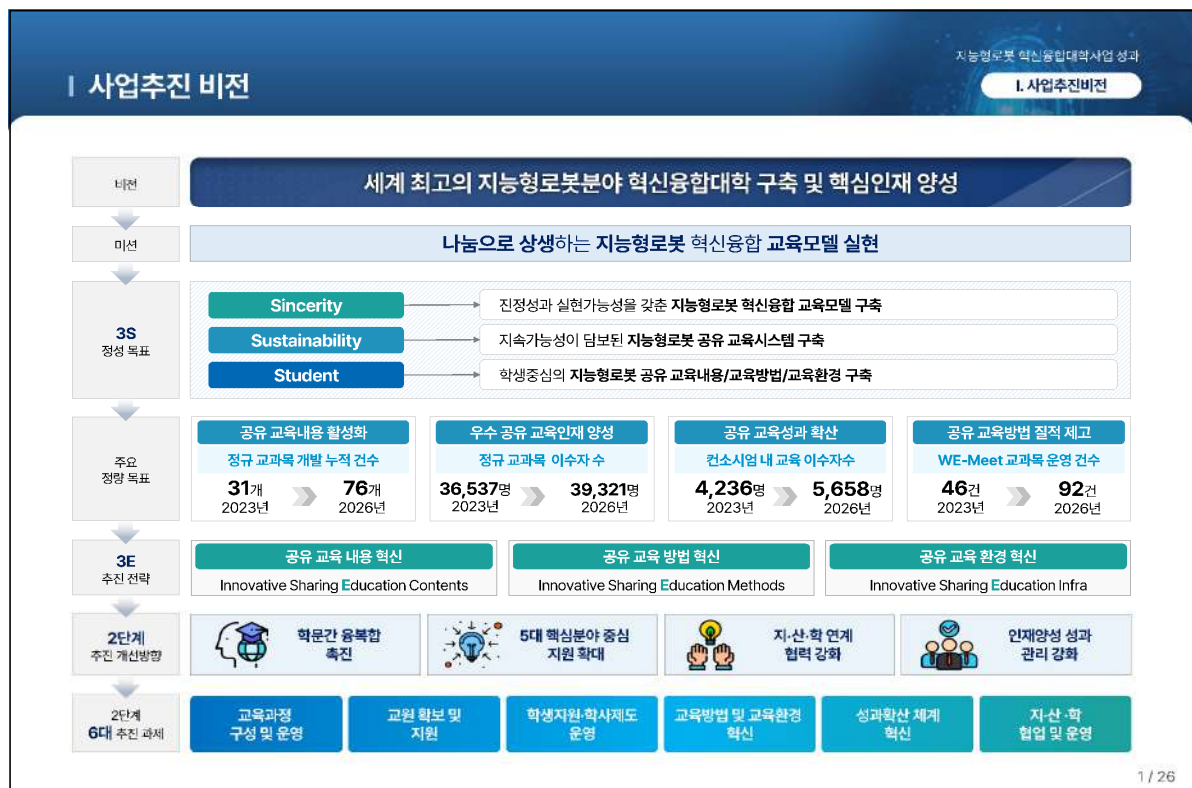 지능형로봇 혁신융합대학사업 성과
사업추진 비전
Ⅰ. 사업추진비전
비전
세계 최고의 지능형로봇분야 혁신융합대학 구축 및 핵심인재 양성
미션
나눔으로 상생하는 지능형로봇 혁신융합 교육모델 실현
3S
정성 목표
Sincerity
진정성과 실현가능성을 갖춘 지능형로봇 혁신융합 교육모델 구축
Sustainability
지속가능성이 담보된 지능형로봇 공유 교육시스템 구축
Student
학생중심의 지능형로봇 공유 교육내용/교육방법/교육환경 구축
주요
정량 목표
공유 교육내용 활성화
정규 교과목 개발 누적 건수
31개
2023년
76개
2026년
우수 공유 교육인재 양성
정규 교과목 이수자 수
36,537명
2023년
39,321명
2026년
공유 교육성과 확산
컨소시엄 내 교육 이수자수
4,236명
2023년
5,658명
2026년
공유 교육방법 질적 제고
WE-Meet 교과목 운영 건수
46건
2023년
92건
2026년
3E
추진 전략
공유 교육 내용 혁신
Innovative Sharing Education Contents
공유 교육 방법 혁신
Innovative Sharing Education Methods
공유 교육 환경 혁신
Innovative Sharing Education Infra
2단계
추진 개선방향
학문간 융복합
촉진
5대 핵심분야 중심
지원 확대
지·산·학 연계
협력 강화
인재양성 성과
관리 강화
2단계
6대 추진 과제
교육과정
구성 및 운영
교원 확보 및
지원
학생지원·학사제도
운영
교육방법 및 교육환경
혁신
성과확산 체계
혁신
지·산·학
협업 및 운영
1 / 26